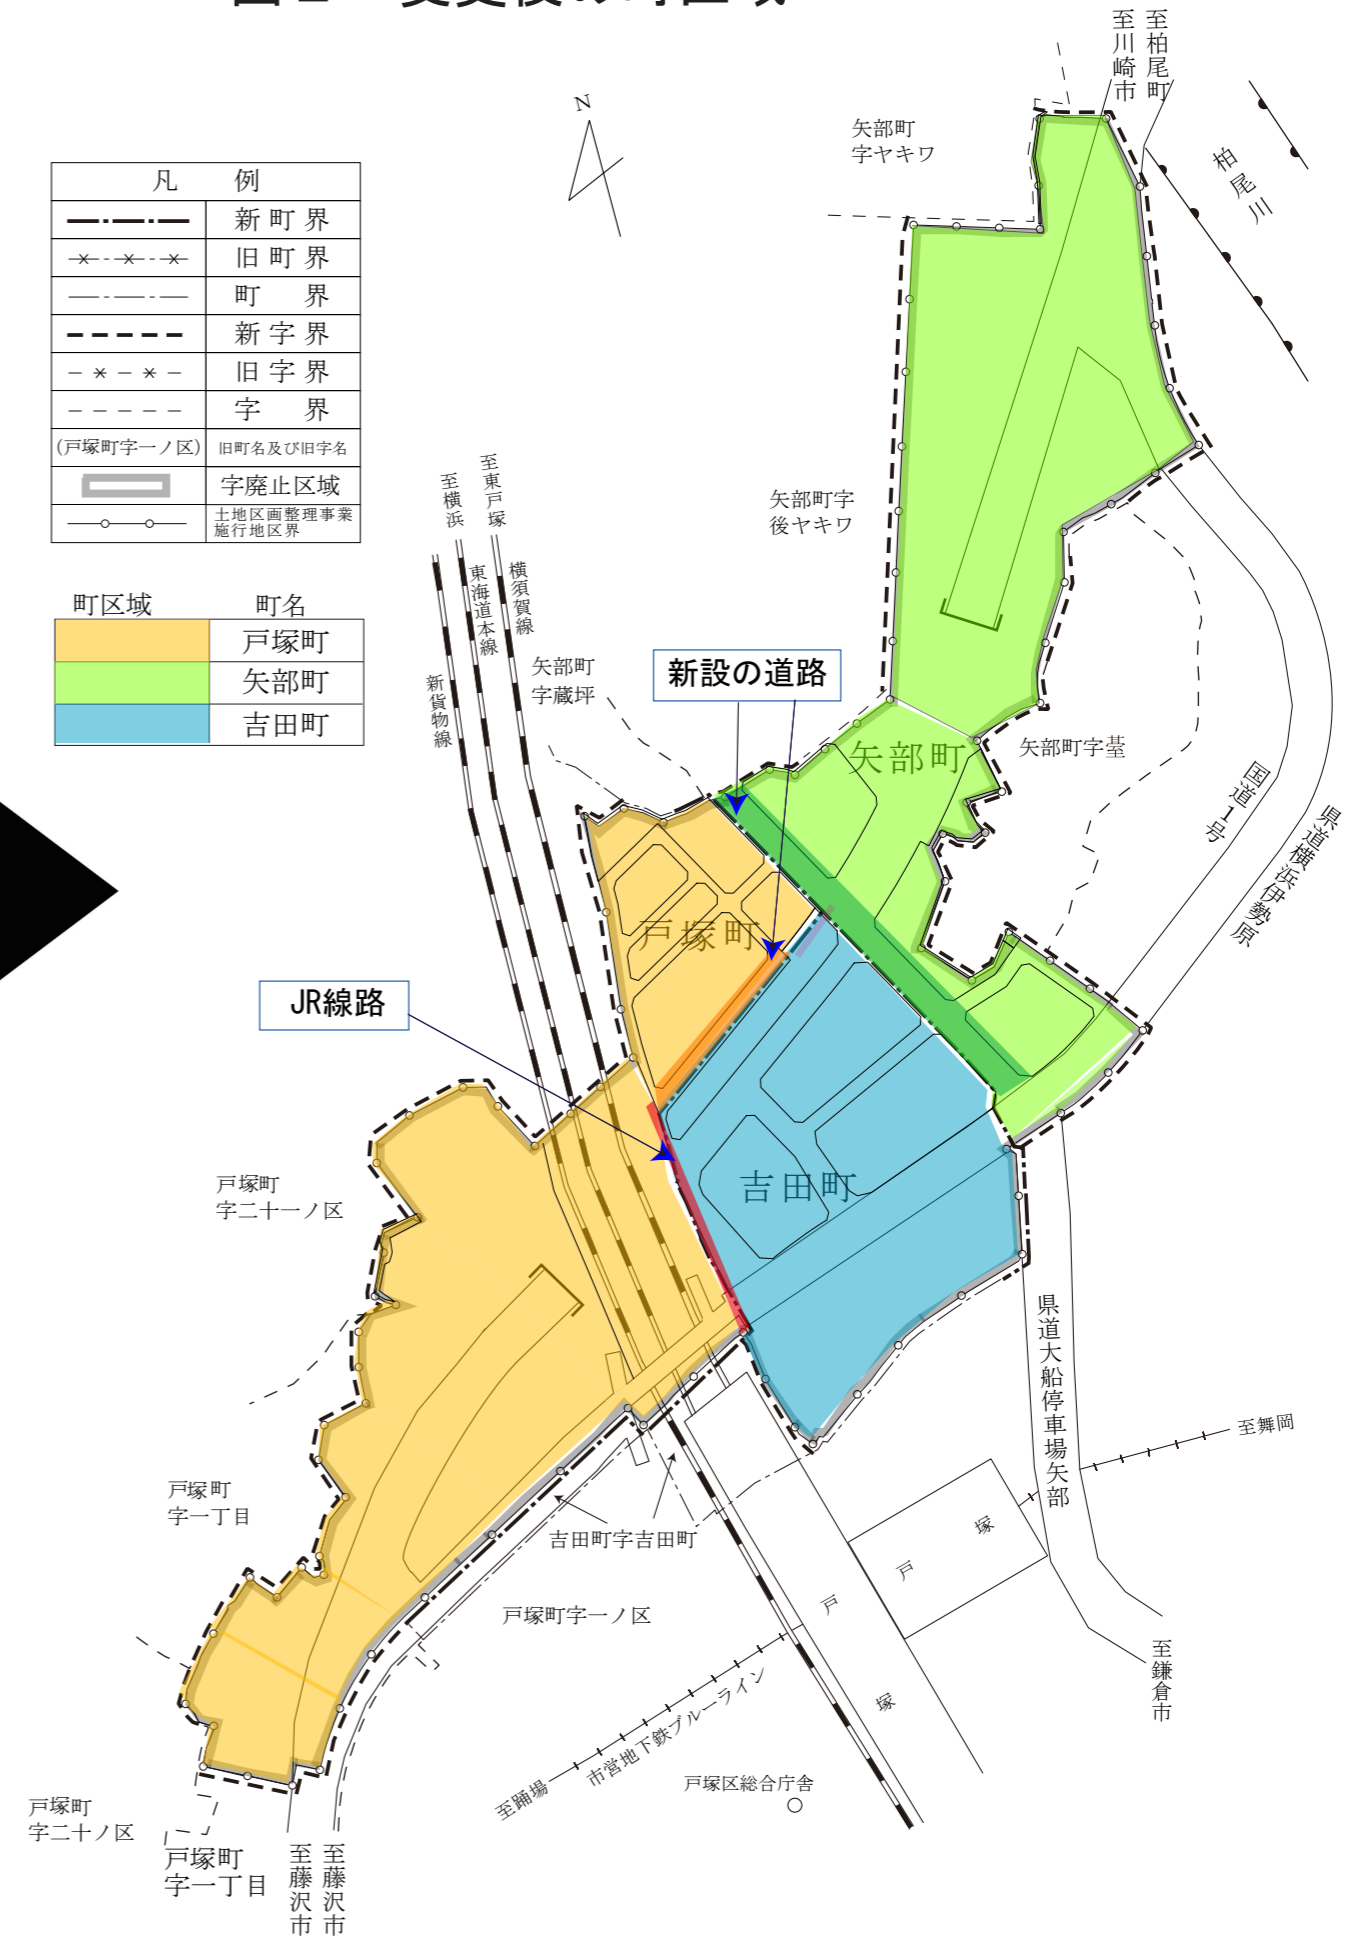 至川崎市
至柏尾町
N
矢部町
字ヤキワ
柏尾川
凡 例
新町界
旧町界
町 界
新字界
旧字界
字 界
(戸塚町字一ノ区) 旧町名及び旧字名
字廃止区域
土地区画整理事業
施行地区界
町区域 町名
戸塚町
矢部町
吉田町
至横浜
至東戸塚
東海道本線
横須賀線
新貨物線
矢部町字
後ヤキワ
矢部町
字蔵坪
新設の道路
矢部町
矢部町字
国道1号
県道横浜伊勢原
戸塚町
JR線路
吉田町
戸塚町
字二十一ノ区
県道大船停車場矢部
至舞岡
戸塚町
字一丁目
吉田町字吉田町
戸塚
戸塚町字一ノ区
戸塚
至鎌倉市
市営地下鉄ブルーライン
至踊場
戸塚区総合庁舎
戸塚町
字二十ノ区
戸塚町
字一丁目
至藤沢市
至藤沢市